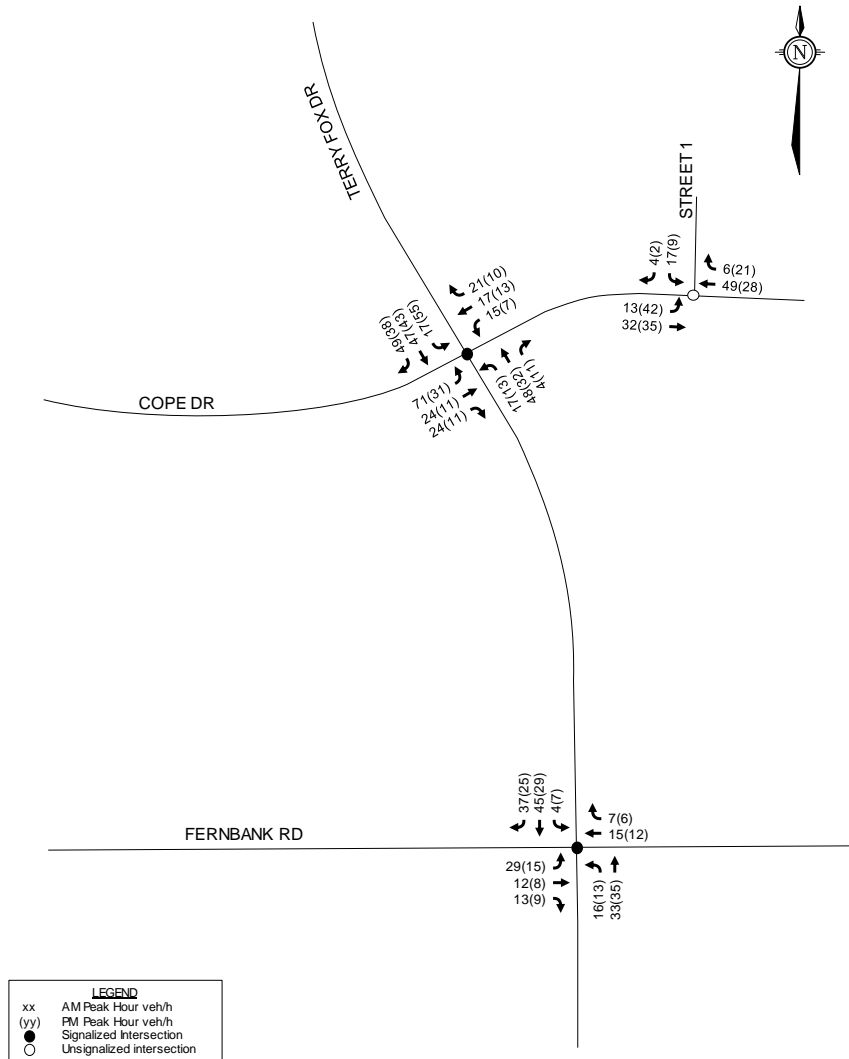 N
TERRY FOX DR
STREET 1
4(2)
17(9)
6(21)
49(28)
13(42)
32(35)
21(10)
17(13)
15(7)
49(38)
47(43)
17(55)
71(31)
24(11)
24(11)
17(13)
48(32)
4(11)
COPE DR
37(25)
45(29)
4(7)
7(6)
15(12)
FERNBANK RD
29(15)
12(8)
13(9)
16(13)
33(35)
LEGEND
xx AM Peak Hour veh/h
(yy) PM Peak Hour veh/h
Signalized Intersection
Unsignalized intersection